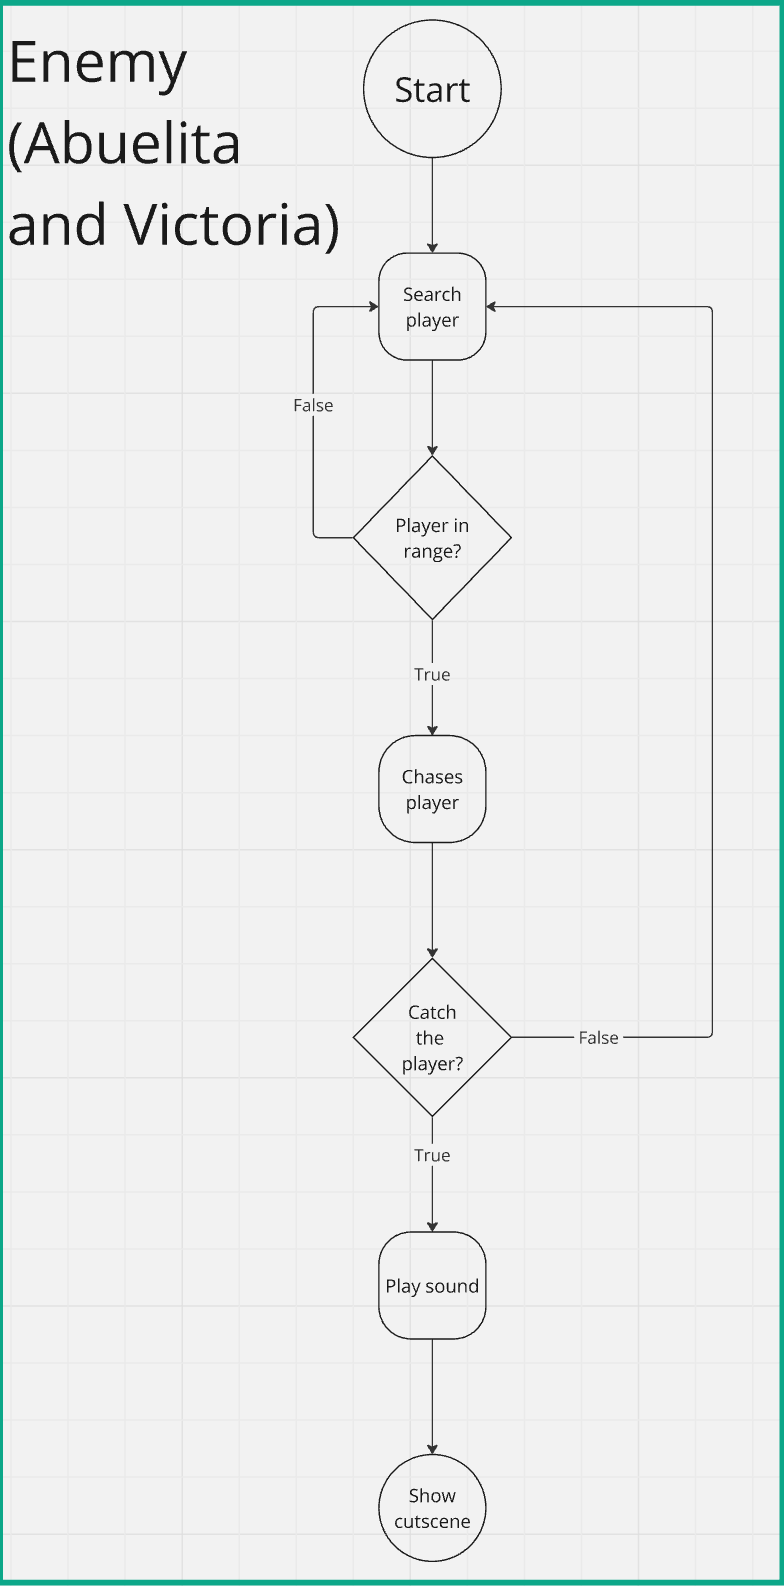 Enemy
(Abuelita
and Victoria)
Start
Search
player
False
Player in
range?
True
Chases
player
Catch
the
player?
False
True
Play sound
Show
cutscene